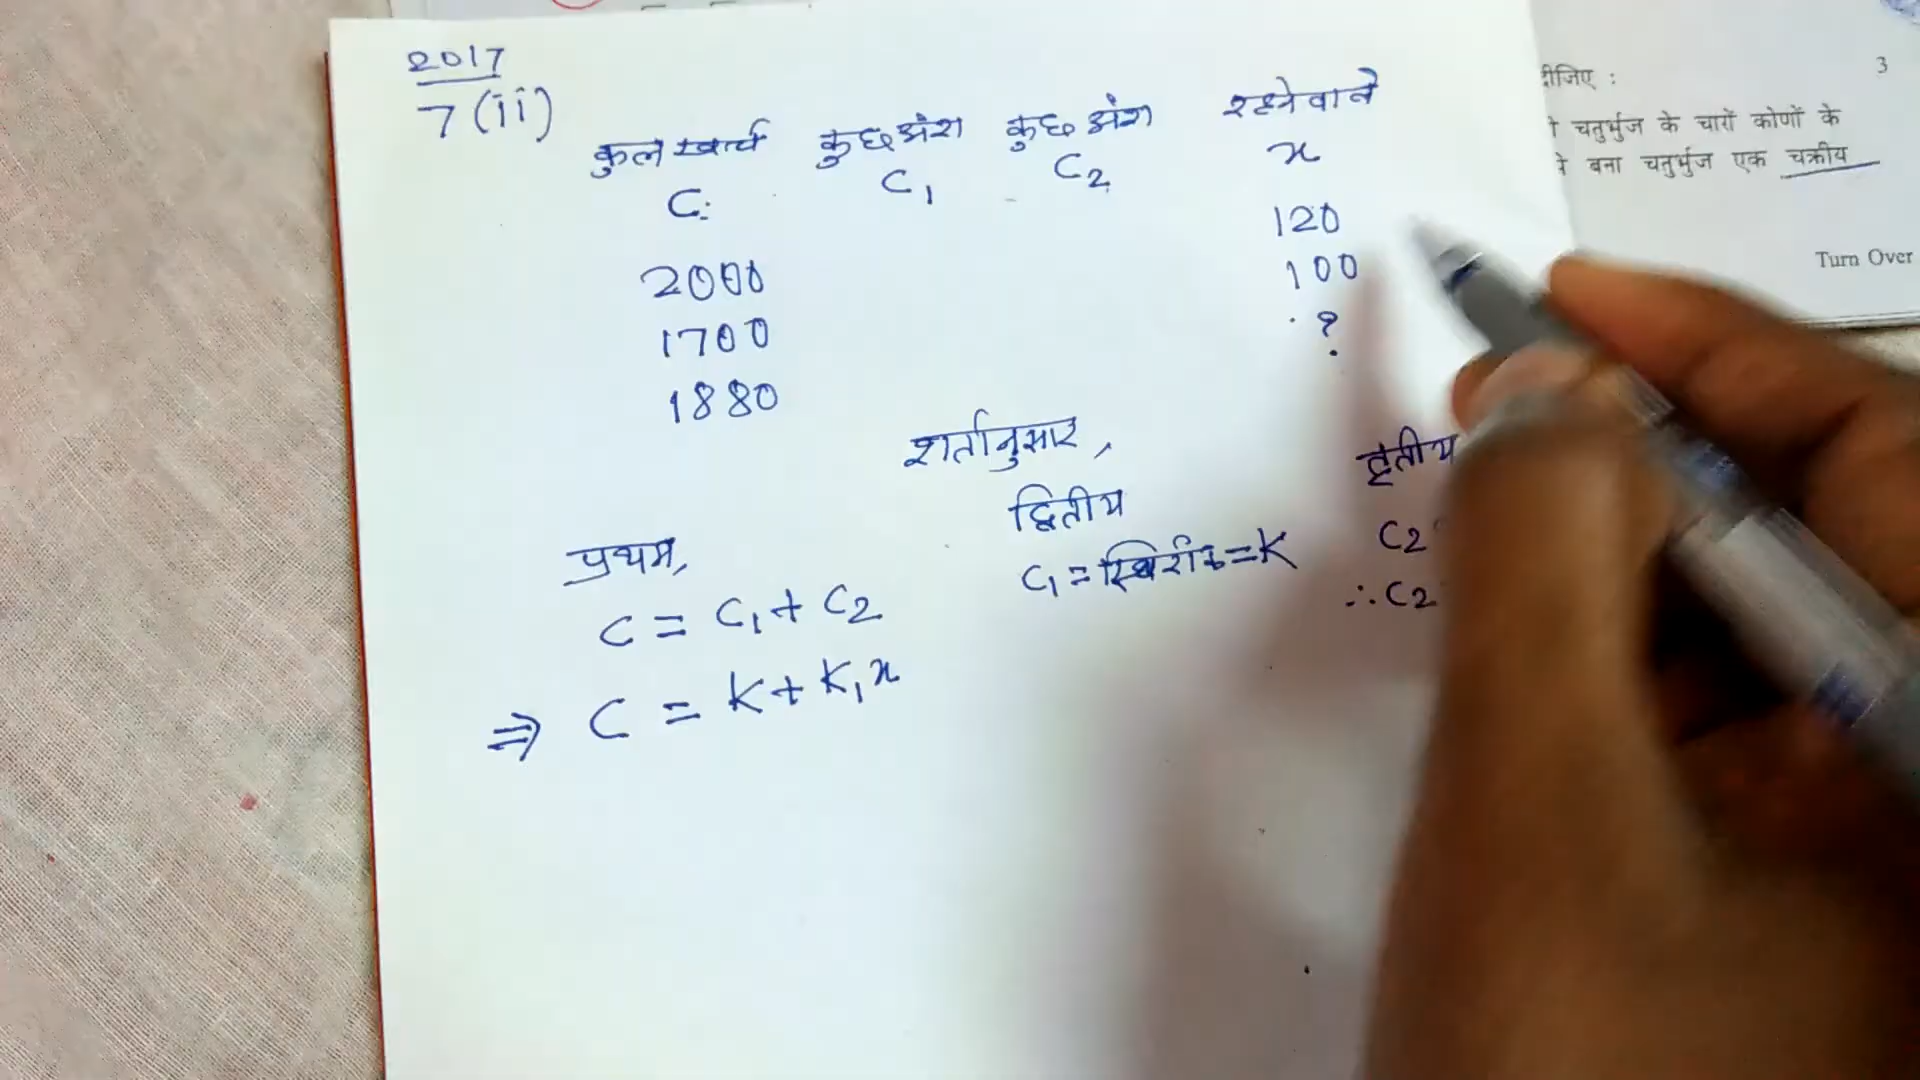 2017
7 (ii)
कुल खर्च कुछ अंश कुछ अंश रहनेवाले
C C₁ C₂ x
2000 120
1700 100
1880 ?
शर्तानुसार,
प्रथम, द्वितीय तृतीय
C = C₁ + C₂ C₁ = स्थिरांक = K C₂
⇒ C = K + K₁x ∴ C₂
दीजिए : 3
चतुर्भुज के चारों कोणों के
बना चतुर्भुज एक चक्रीय
Turn Over